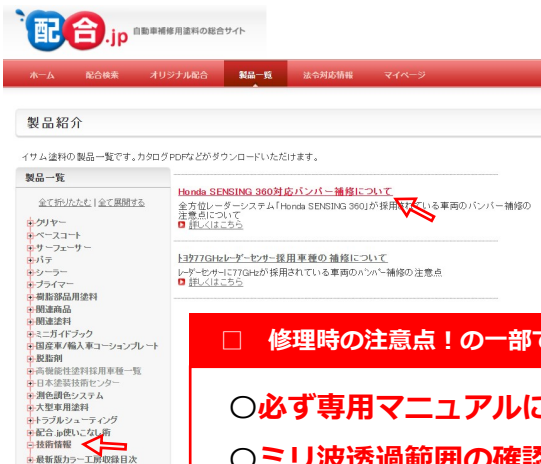 配合.jp 自動車補修用塗料の総合サイト
ホーム 配合検索 オリジナル配合 製品一覧 法令対応情報 マイページ
製品紹介
イサム塗料の製品一覧です。カタログPDFなどがダウンロードいただけます。
製品一覧
全て折りたたむ | 全て展開する
クリヤー
ベースコート
サーフェーサー
パテ
シーラー
プライマー
樹脂部品用塗料
関連商品
関連塗料
ミニガイドブック
国産車/輸入車コーションプレート
脱脂剤
高機能性塗料採用車種一覧
日本塗装技術センター
測色調色システム
大型車用塗料
トラブルシューティング
配合.jp使いこなし術
技術情報
最新版カラー工房収録目次
Honda SENSING 360対応バンパー補修について
全方位レーダーシステム「Honda SENSING 360」が採用されている車両のバンパー補修の
注意点について
詳しくはこちら
トヨタ77GHzレーダーセンサー採用車種の補修について
レーダーセンサーに77GHzが採用されている車両のバンパー補修の注意点
詳しくはこちら
□ 修理時の注意点！の一部で
○必ず専用マニュアルに
○ミリ波透過範囲の確認